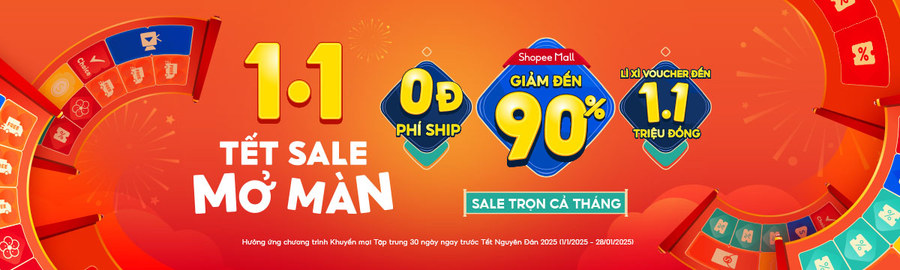 1.1
TẾT SALE
MỞ MÀN
0Đ
PHÍ SHIP
Shopee Mall
GIẢM ĐẾN
90%
LÌ XÌ VOUCHER ĐẾN
1.1
TRIỆU ĐỒNG
SALE TRỌN CẢ THÁNG
Hưởng ứng chương trình Khuyến mại Tập trung 30 ngày ngay trước Tết Nguyên Đán 2025 (1/1/2025 - 28/01/2025)
Choice